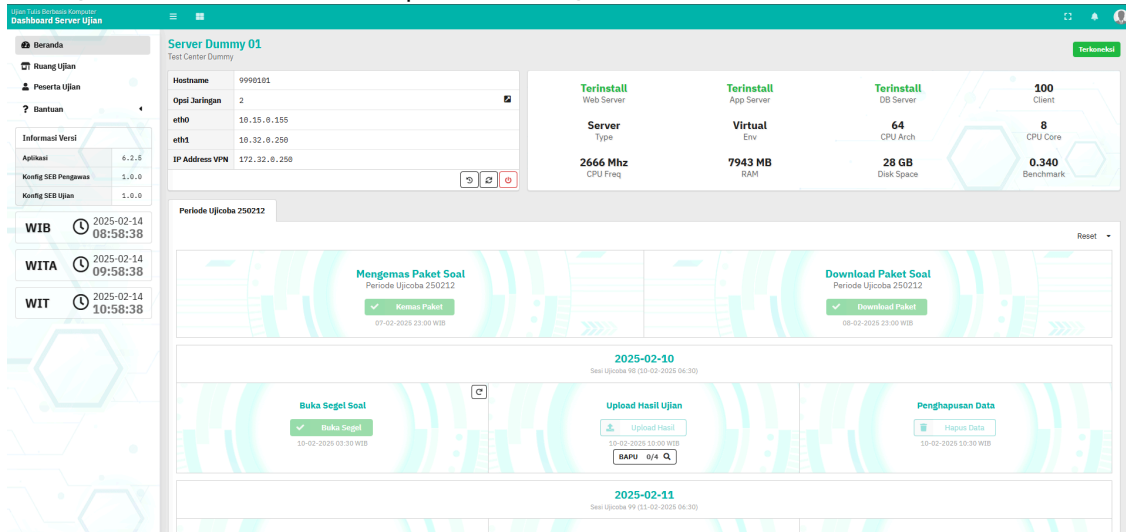 Ujian Tulis Berbasis Komputer
Dashboard Server Ujian
Beranda
Ruang Ujian
Peserta Ujian
Bantuan
Informasi Versi
Aplikasi 6.2.5
Konfig SEB Pengawas 1.0.0
Konfig SEB Ujian 1.0.0
WIB 2025-02-14 08:58:38
WITA 2025-02-14 09:58:38
WIT 2025-02-14 10:58:38
Server Dummy 01
Test Center Dummy
Terkoneksi
Hostname 9990101
Opsi Jaringan 2
eth0 10.15.0.155
eth1 10.32.0.250
IP Address VPN 172.32.0.250
Terinstall Terinstall Terinstall 100
Web Server App Server DB Server Client
Server Virtual 64 8
Type Env CPU Arch CPU Core
2666 Mhz 7943 MB 28 GB 0.340
CPU Freq RAM Disk Space Benchmark
Periode Ujicoba 250212
Reset
Mengemas Paket Soal
Periode Ujicoba 250212
Kemas Paket
07-02-2025 23:00 WIB
Download Paket Soal
Periode Ujicoba 250212
Download Paket
08-02-2025 23:00 WIB
2025-02-10
Sesi Ujicoba 98 (10-02-2025 06:30)
Buka Segel Soal
Buka Segel
10-02-2025 03:30 WIB
Upload Hasil Ujian
Upload Hasil
10-02-2025 10:00 WIB
BAPU 0/4
Penghapusan Data
Hapus Data
10-02-2025 10:30 WIB
2025-02-11
Sesi Ujicoba 99 (11-02-2025 06:30)